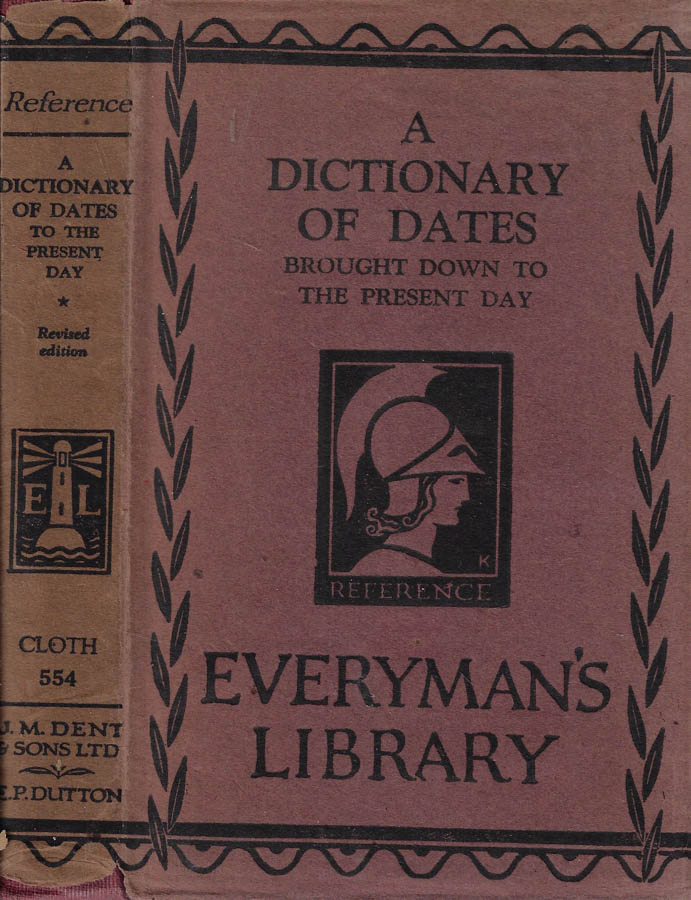 Reference
A
DICTIONARY
OF DATES
TO THE
PRESENT
DAY
Revised
edition
E L
CLOTH
554
J. M. DENT
& SONS LTD
E.P. DUTTON
A
DICTIONARY
OF DATES
BROUGHT DOWN TO
THE PRESENT DAY
K
REFERENCE
EVERYMAN'S
LIBRARY